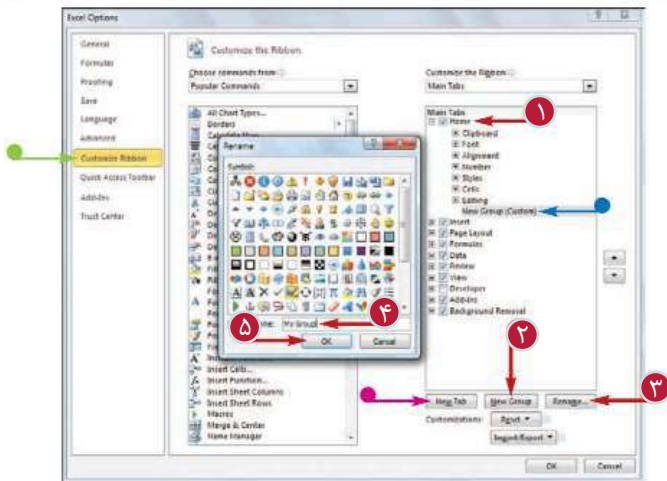 Excel Options
General
Formulas
Proofing
Save
Language
Advanced
Customize Ribbon
Quick Access Toolbar
Add-Ins
Trust Center
Customize the Ribbon.
Choose commands from:
Popular Commands
All Chart Types...
Borders
Calculate Now
Insert Cells...
Insert Function...
Insert Sheet Columns
Insert Sheet Rows
Macros
Merge & Center
Name Manager
Rename
Symbol:
My Group
OK
Cancel
Customize the Ribbon:
Main Tabs
Main Tabs
Home
Clipboard
Font
Alignment
Number
Styles
Cells
Editing
New Group (Custom)
Insert
Page Layout
Formulas
Data
Review
View
Developer
Add-Ins
Background Removal
New Tab
New Group
Rename...
Customizations:
Reset
Import/Export
OK
Cancel
۱
۲
۳
۴
۵